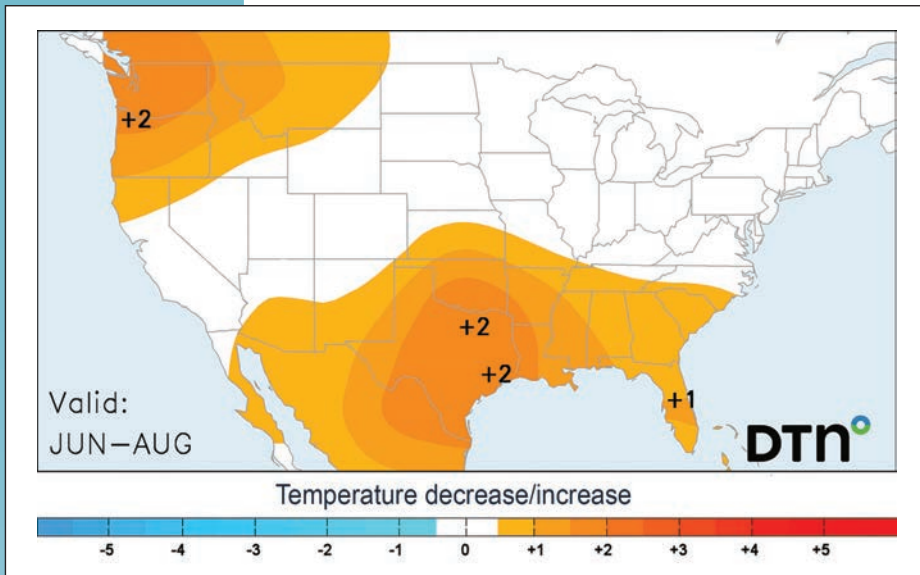 +2
+2
+2
+1
Valid:
JUN-AUG
DTN
Temperature decrease/increase
-5 -4 -3 -2 -1 0 +1 +2 +3 +4 +5